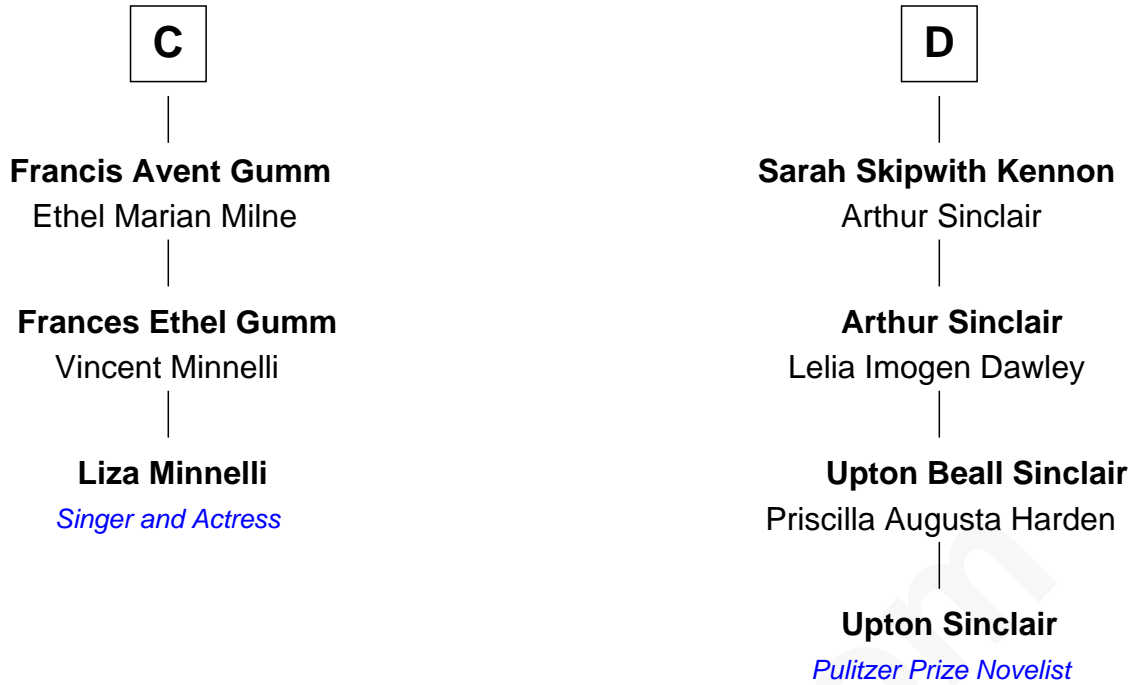 C
Francis Avent Gumm
Ethel Marian Milne
Frances Ethel Gumm
Vincent Minnelli
Liza Minnelli
Singer and Actress
D
Sarah Skipwith Kennon
Arthur Sinclair
Arthur Sinclair
Lelia Imogen Dawley
Upton Beall Sinclair
Priscilla Augusta Harden
Upton Sinclair
Pulitzer Prize Novelist